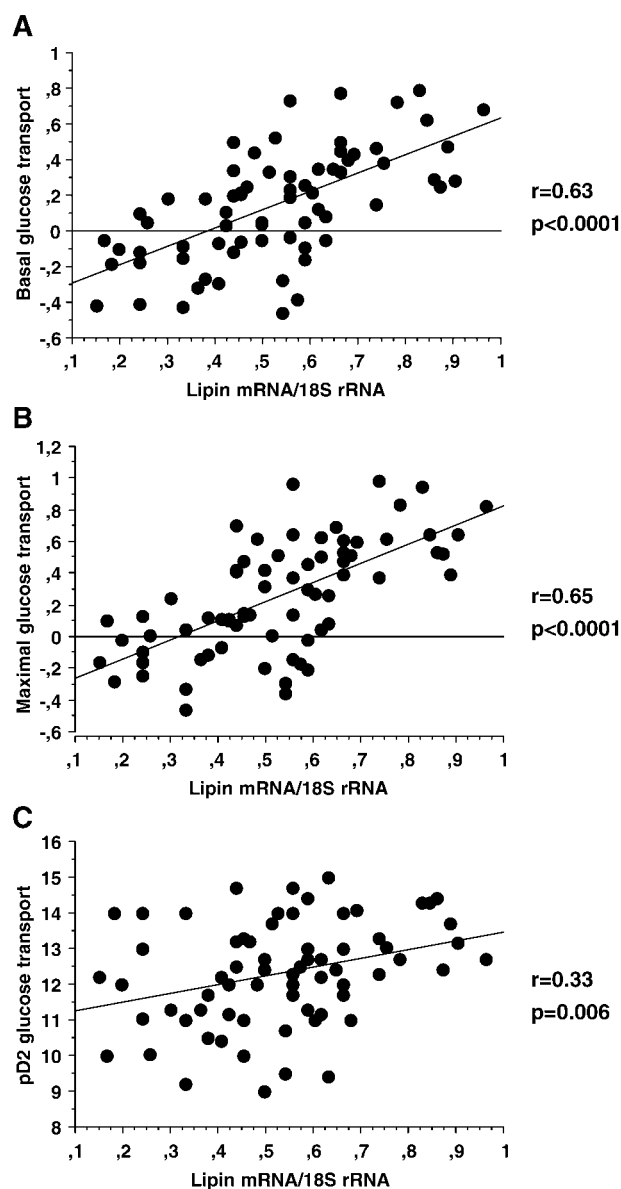 A
1
,8
,6
,4
,2
0
-,2
-,4
-,6
Basal glucose transport
,1 ,2 ,3 ,4 ,5 ,6 ,7 ,8 ,9 1
Lipin mRNA/18S rRNA
r=0.63
p<0.0001
B
1,2
1
,8
,6
,4
,2
0
-,2
-,4
-,6
Maximal glucose transport
,1 ,2 ,3 ,4 ,5 ,6 ,7 ,8 ,9 1
Lipin mRNA/18S rRNA
r=0.65
p<0.0001
C
16
15
14
13
12
11
10
9
8
pD2 glucose transport
,1 ,2 ,3 ,4 ,5 ,6 ,7 ,8 ,9 1
Lipin mRNA/18S rRNA
r=0.33
p=0.006